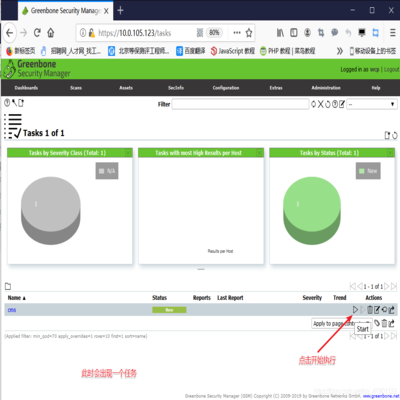 Greenbone Security Manager
https://10.0.105.123/tasks
80%
新标签页 招聘网_人才网_找工... 北京等保测评工程师... 百度翻译 JavaScript 教程 PHP 教程 | 菜鸟教程 移动设备上的书签
Greenbone
Security Manager
Logged in as | Logout
Dashboards Scans Assets SecInfo Configuration Extras Administration Help
Filter
--
Tasks 1 of 1
Tasks by Severity Class (Total: 1)
Tasks with most High Results per Host
Tasks by Status (Total: 1)
N/A
1
Results per Host
New
1
1 - 1 of 1
Name Status Reports Last Report Severity Trend Actions
New
Apply to page
Start
1 - 1 of 1
(Applied filter: min_qod=70 apply_overrides=1 rows=10 first=1 sort=name)
点击开始执行
此时会出现一个任务
Greenbone Security Manager (GSM) Copyright (C) 2009-2019 by Greenbone Networks GmbH, www.greenbone.net